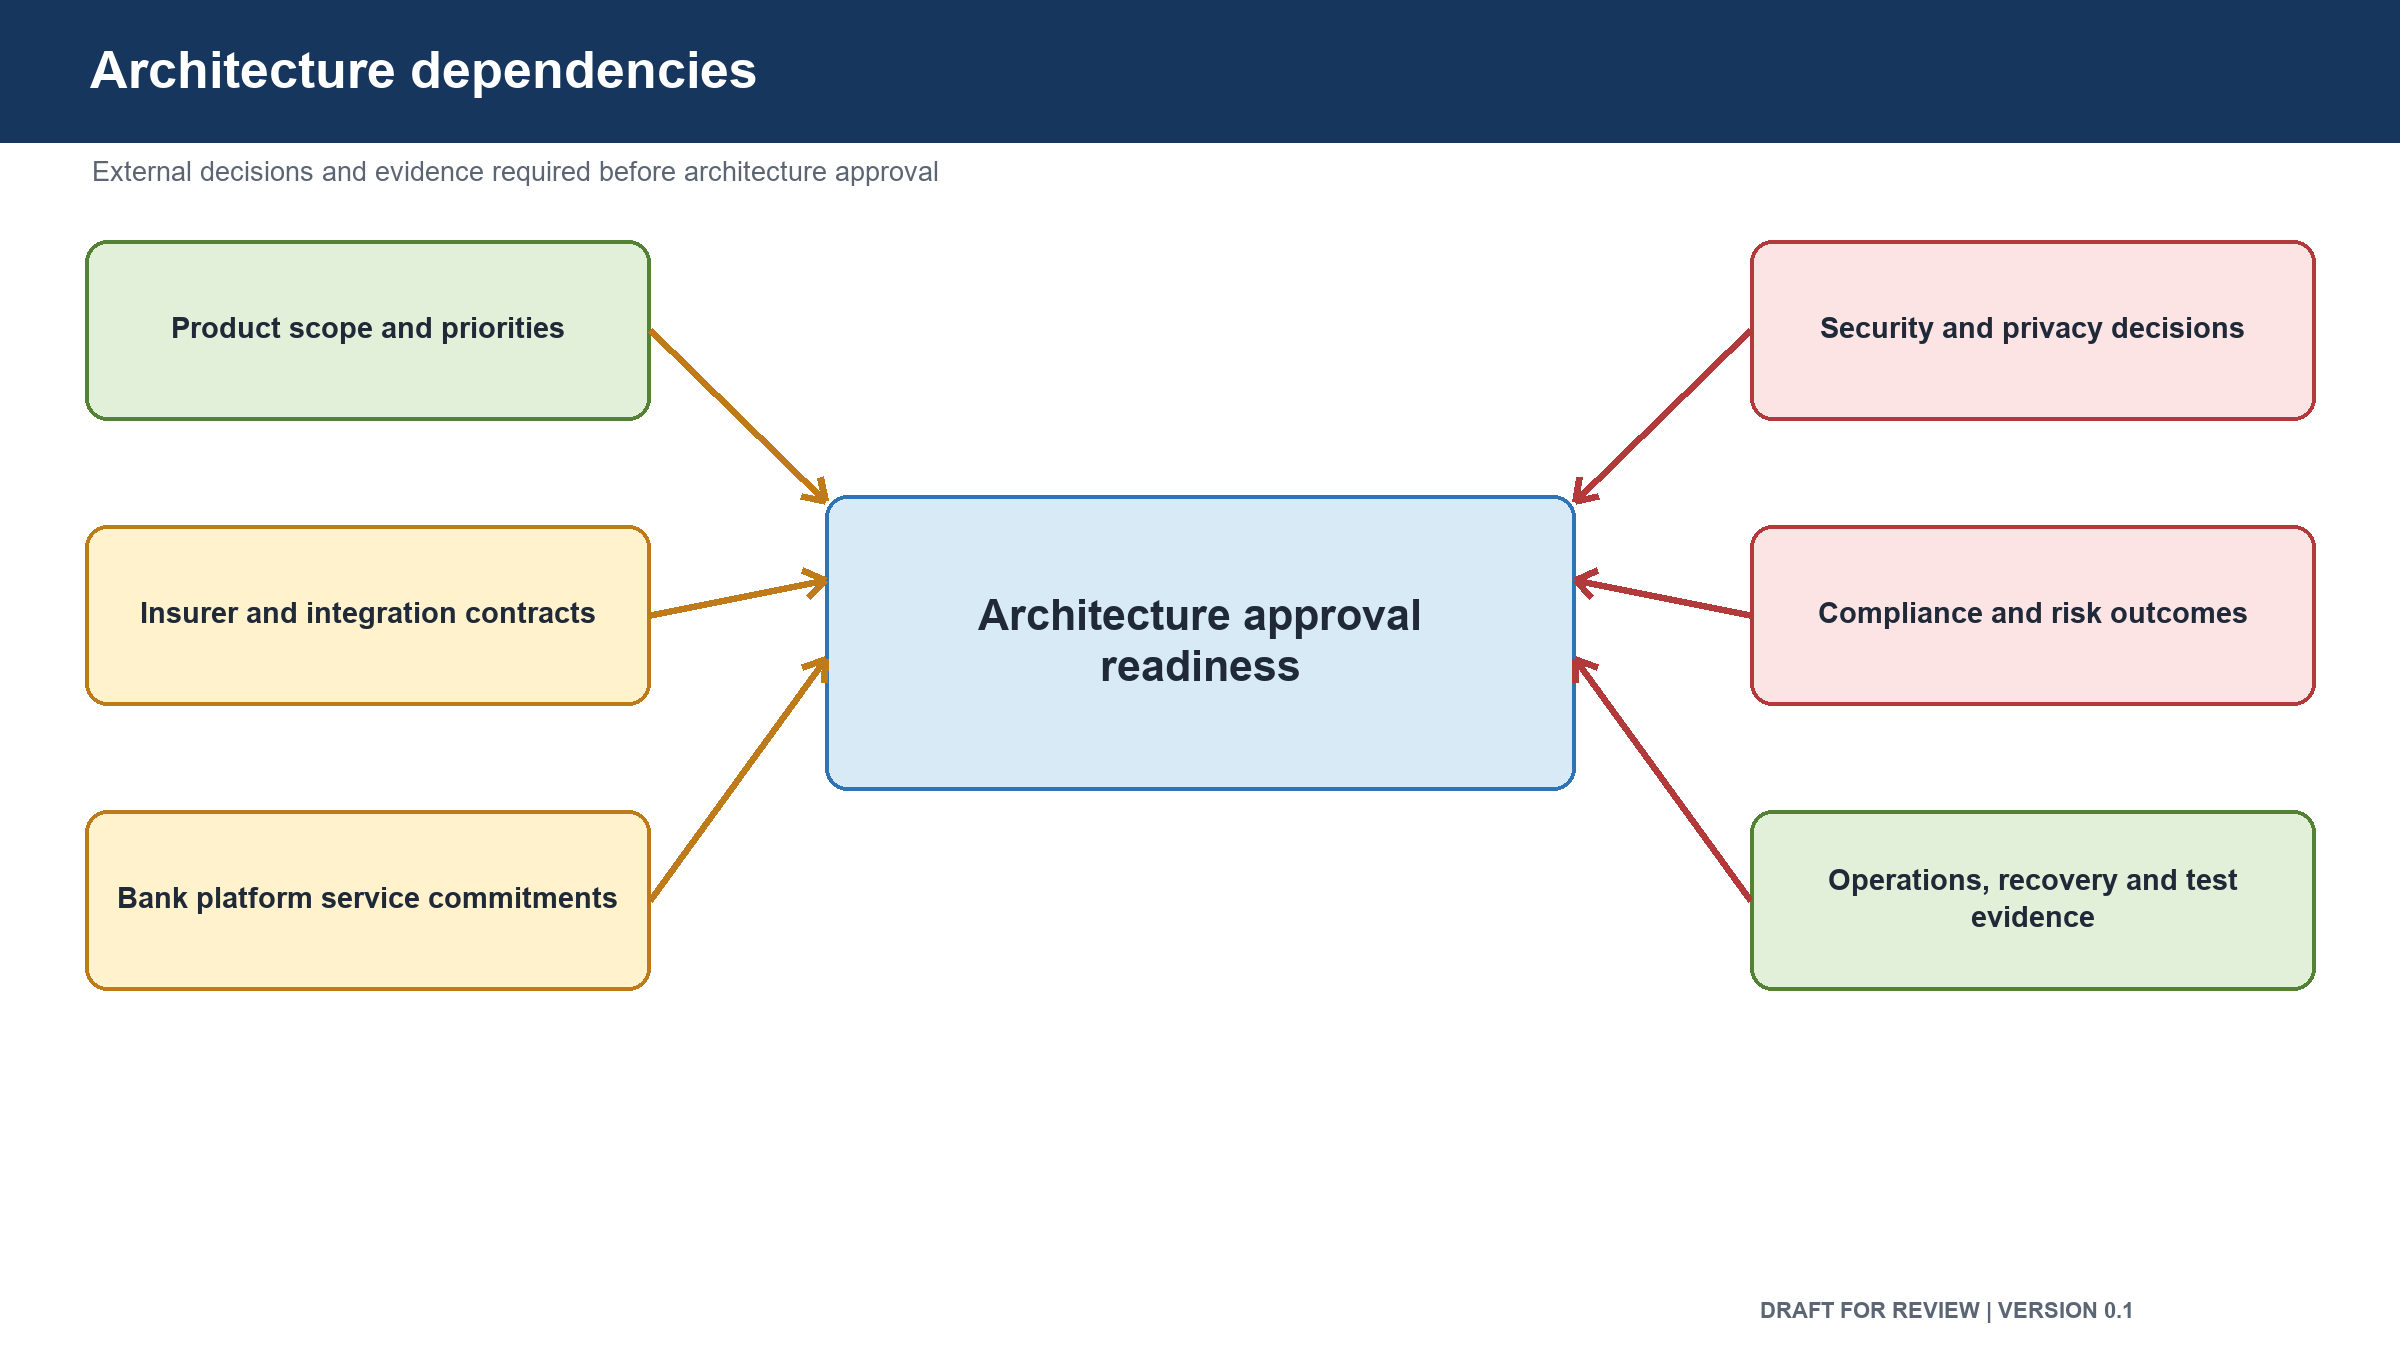 Architecture dependencies
External decisions and evidence required before architecture approval
Product scope and priorities
Security and privacy decisions
Insurer and integration contracts
Architecture approval
readiness
Compliance and risk outcomes
Bank platform service commitments
Operations, recovery and test
evidence
DRAFT FOR REVIEW | VERSION 0.1